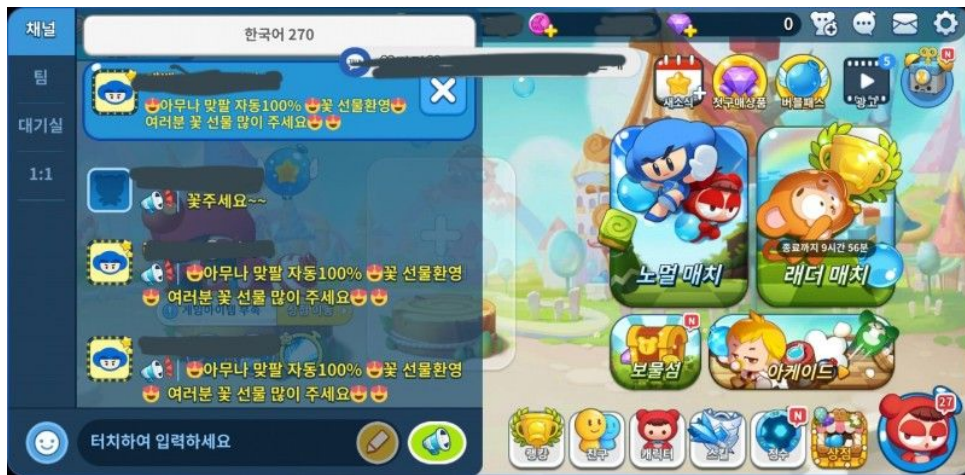 채널
팀
대기실
1:1
한국어 270
😍아무나 맞팔 자동100% 😍꽃 선물환영😍
여러분 꽃 선물 많이 주세요😍😍
꽃주세요~~
😍아무나 맞팔 자동100% 😍꽃 선물환영
😍 여러분 꽃 선물 많이 주세요😍😍
😍아무나 맞팔 자동100% 😍꽃 선물환영
😍 여러분 꽃 선물 많이 주세요😍😍
터치하여 입력하세요
0
N
5
새소식
첫구매상품
버블패스
광고
노멀 매치
종료까지 9시간 56분
래더 매치
N
보물섬
아케이드
N
27
랭킹
친구
캐릭터
스킬
정수
상점